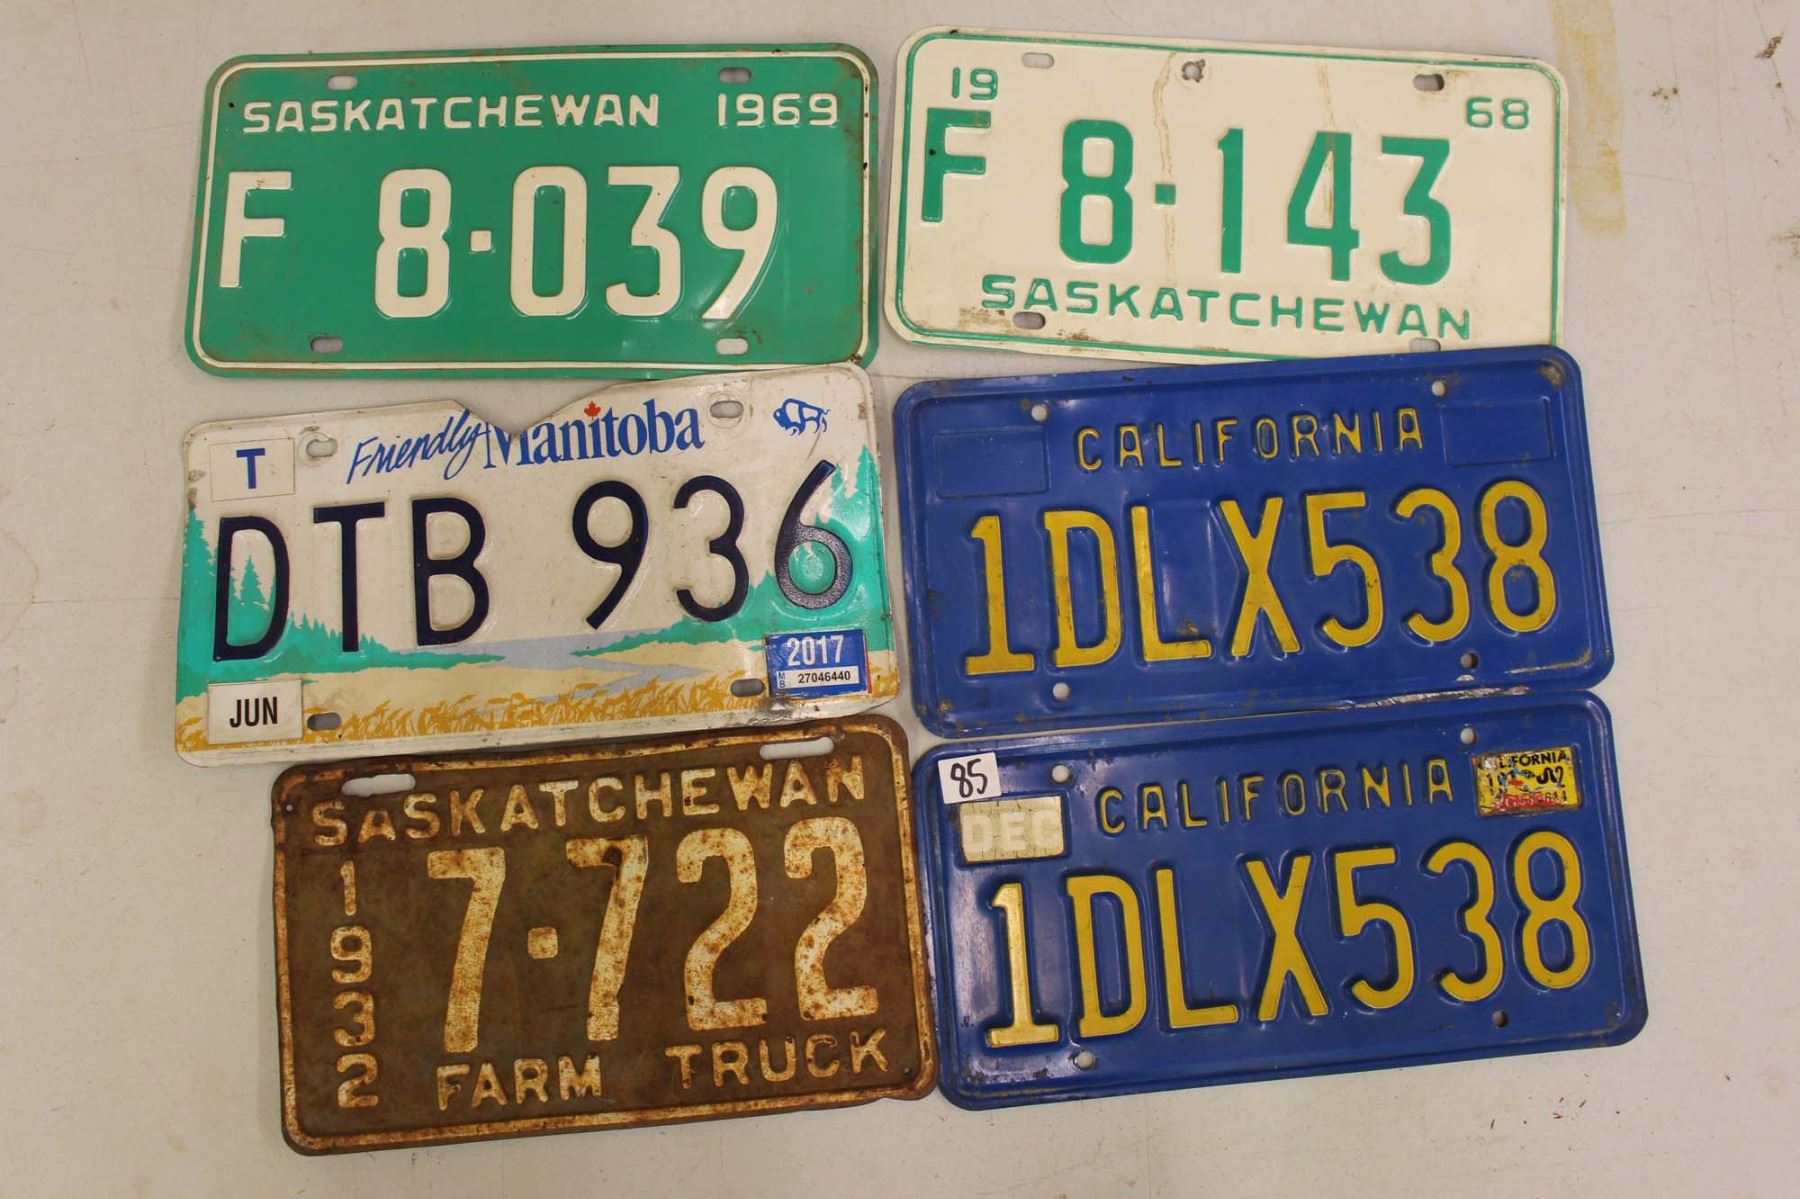 SASKATCHEWAN 1969
F 8·039
19 68
F 8·143
SASKATCHEWAN
T Friendly Manitoba
DTB 936
2017
MB 27046440
JUN
CALIFORNIA
1DLX538
SASKATCHEWAN
1932
7·722
FARM TRUCK
85
DEC CALIFORNIA
CALIFORNIA
1DLX538